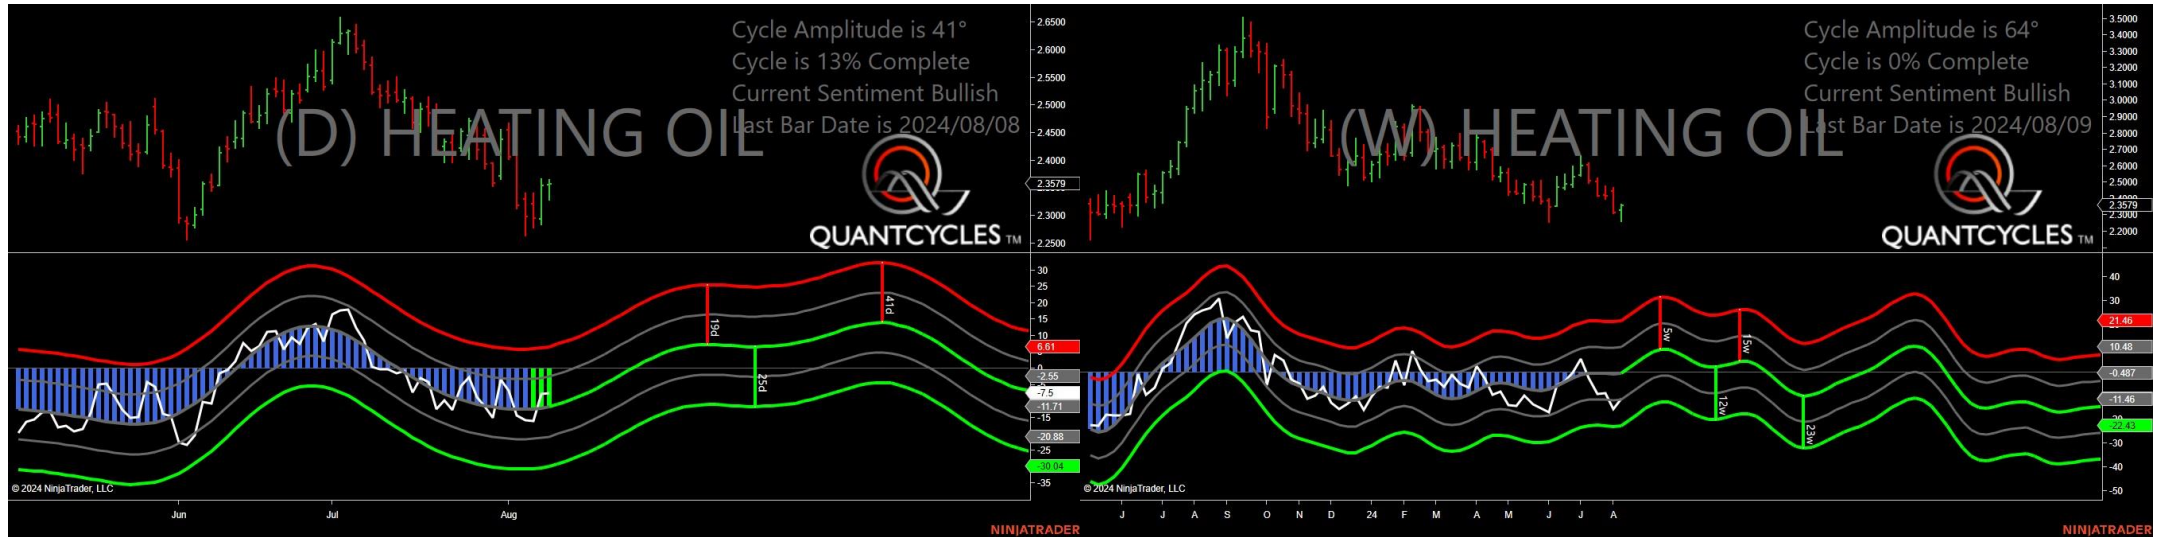 Cycle Amplitude is 41°
Cycle is 13% Complete
Current Sentiment Bullish
Last Bar Date is 2024/08/08
(D) HEATING OIL
QUANTCYCLES TM
2.6500
2.6000
2.5500
2.5000
2.4500
2.4000
2.3579
2.3000
2.2500
19d
25d
41d
30
25
20
15
10
6.61
0
-2.55
-7.5
-11.71
-15
-20.88
-25
-30.04
-35
© 2024 NinjaTrader, LLC
Jun Jul Aug
NINJATRADER
Cycle Amplitude is 64°
Cycle is 0% Complete
Current Sentiment Bullish
Last Bar Date is 2024/08/09
(W) HEATING OIL
QUANTCYCLES TM
3.5000
3.4000
3.3000
3.2000
3.1000
3.0000
2.9000
2.8000
2.7000
2.6000
2.5000
2.3579
2.3000
2.2000
5w
12w
15w
23w
40
30
21.46
10.48
-0.487
-11.46
-20
-22.43
-30
-40
-50
© 2024 NinjaTrader, LLC
J J A S O N D 24 F M A M J J A
NINJATRADER